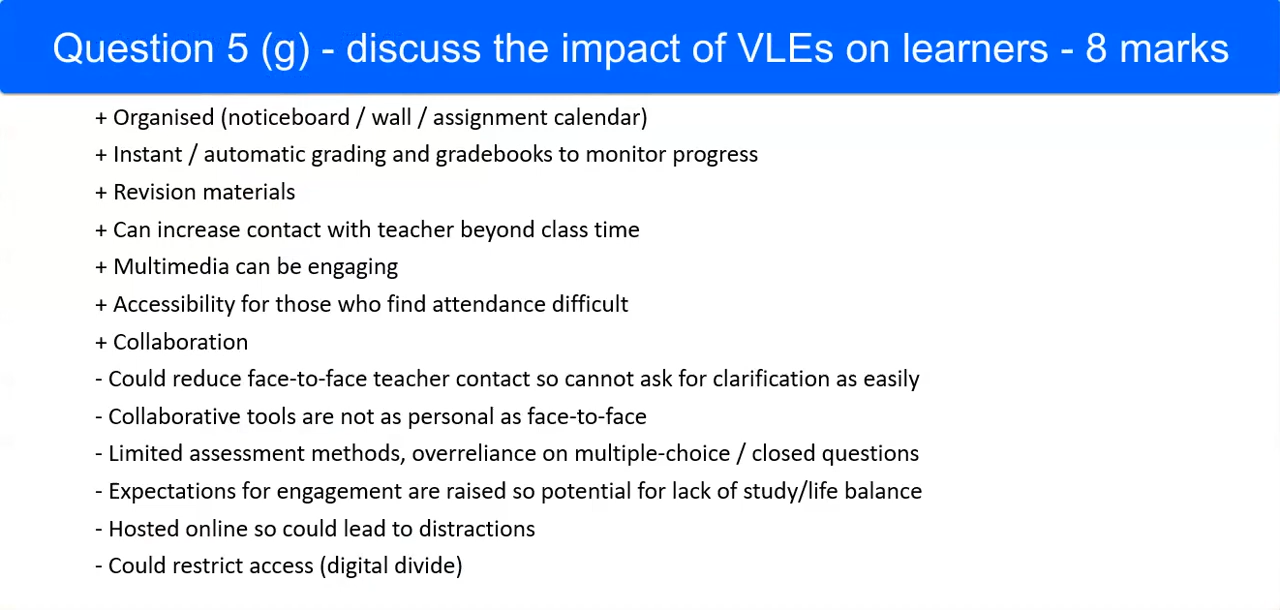 Question 5 (g) - discuss the impact of VLEs on learners - 8 marks
+ Organised (noticeboard / wall / assignment calendar)
+ Instant / automatic grading and gradebooks to monitor progress
+ Revision materials
+ Can increase contact with teacher beyond class time
+ Multimedia can be engaging
+ Accessibility for those who find attendance difficult
+ Collaboration
- Could reduce face-to-face teacher contact so cannot ask for clarification as easily
- Collaborative tools are not as personal as face-to-face
- Limited assessment methods, overreliance on multiple-choice / closed questions
- Expectations for engagement are raised so potential for lack of study/life balance
- Hosted online so could lead to distractions
- Could restrict access (digital divide)